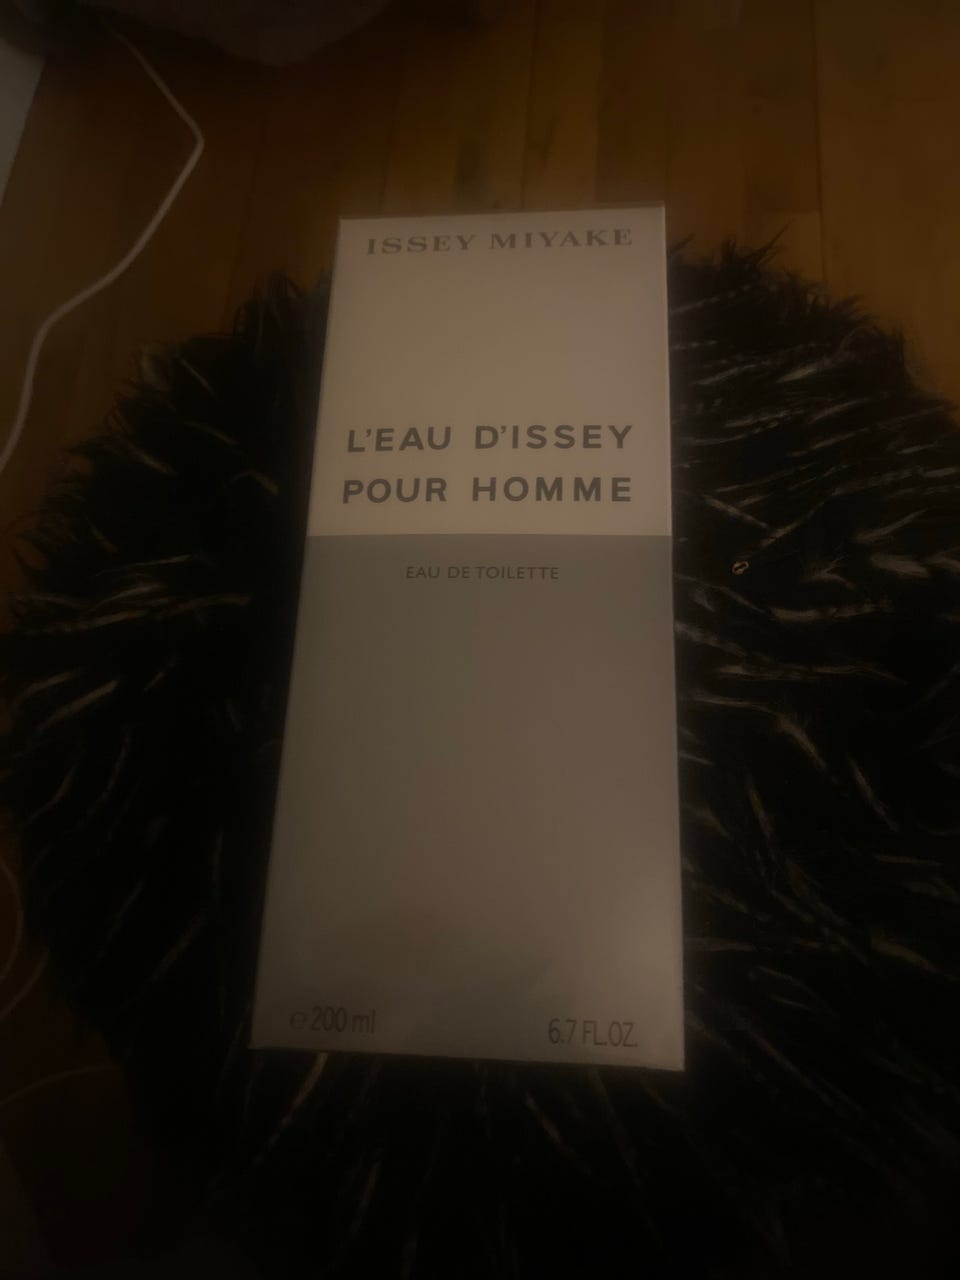 ISSEY MIYAKE
L'EAU D'ISSEY
POUR HOMME
EAU DE TOILETTE
℮ 200 ml 6.7 FL.OZ.